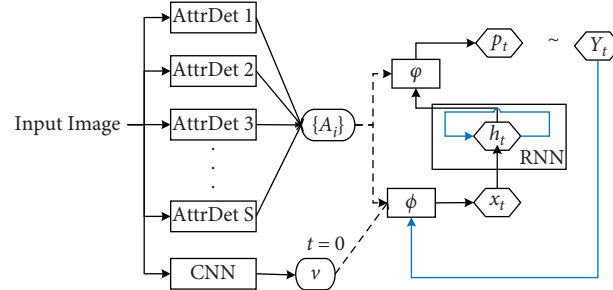 AttrDet 1
AttrDet 2
AttrDet 3
.
.
.
AttrDet S
CNN
Input Image
{A_i}
v
t = 0
φ
p_t
~
Y_t
h_t
RNN
ϕ
x_t